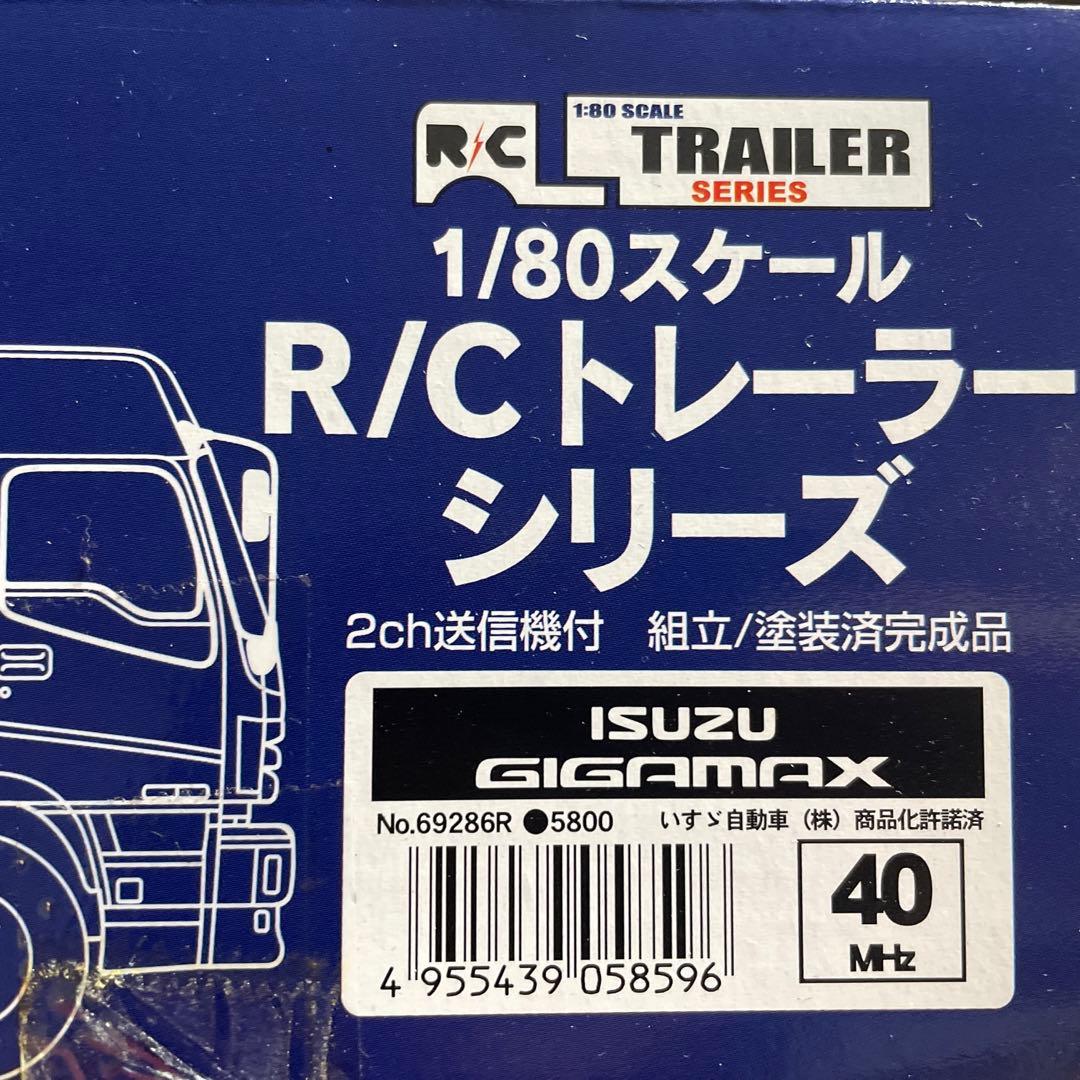 R/C
1:80 SCALE
TRAILER
SERIES
1/80スケール
R/Cトレーラー
シリーズ
2ch送信機付 組立/塗装済完成品
ISUZU
GIGAMAX
No.69286R ●5800 いすゞ自動車（株）商品化許諾済
40
MHz
4 955439 058596